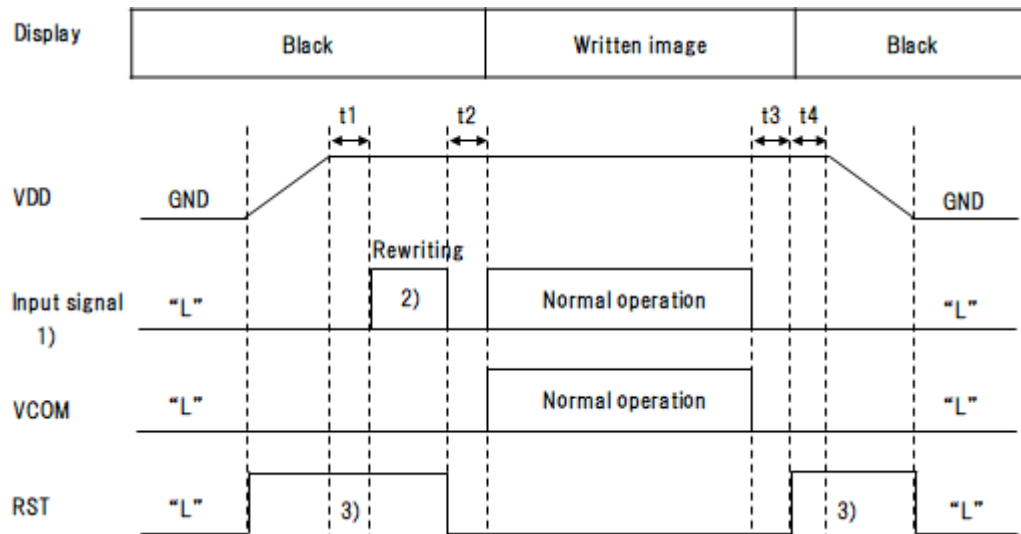 Display
Black
Written image
Black
t1
t2
t3
t4
VDD
GND
GND
Rewriting
Input signal
1)
“L”
2)
Normal operation
“L”
VCOM
“L”
Normal operation
“L”
RST
“L”
3)
3)
“L”